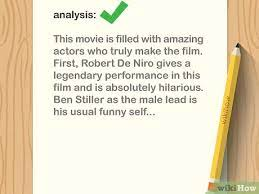 analysis:
This movie is filled with amazing
actors who truly make the film.
First, Robert De Niro gives a
legendary performance in this
film and is absolutely hilarious.
Ben Stiller as the male lead is
his usual funny self...
wikiHow